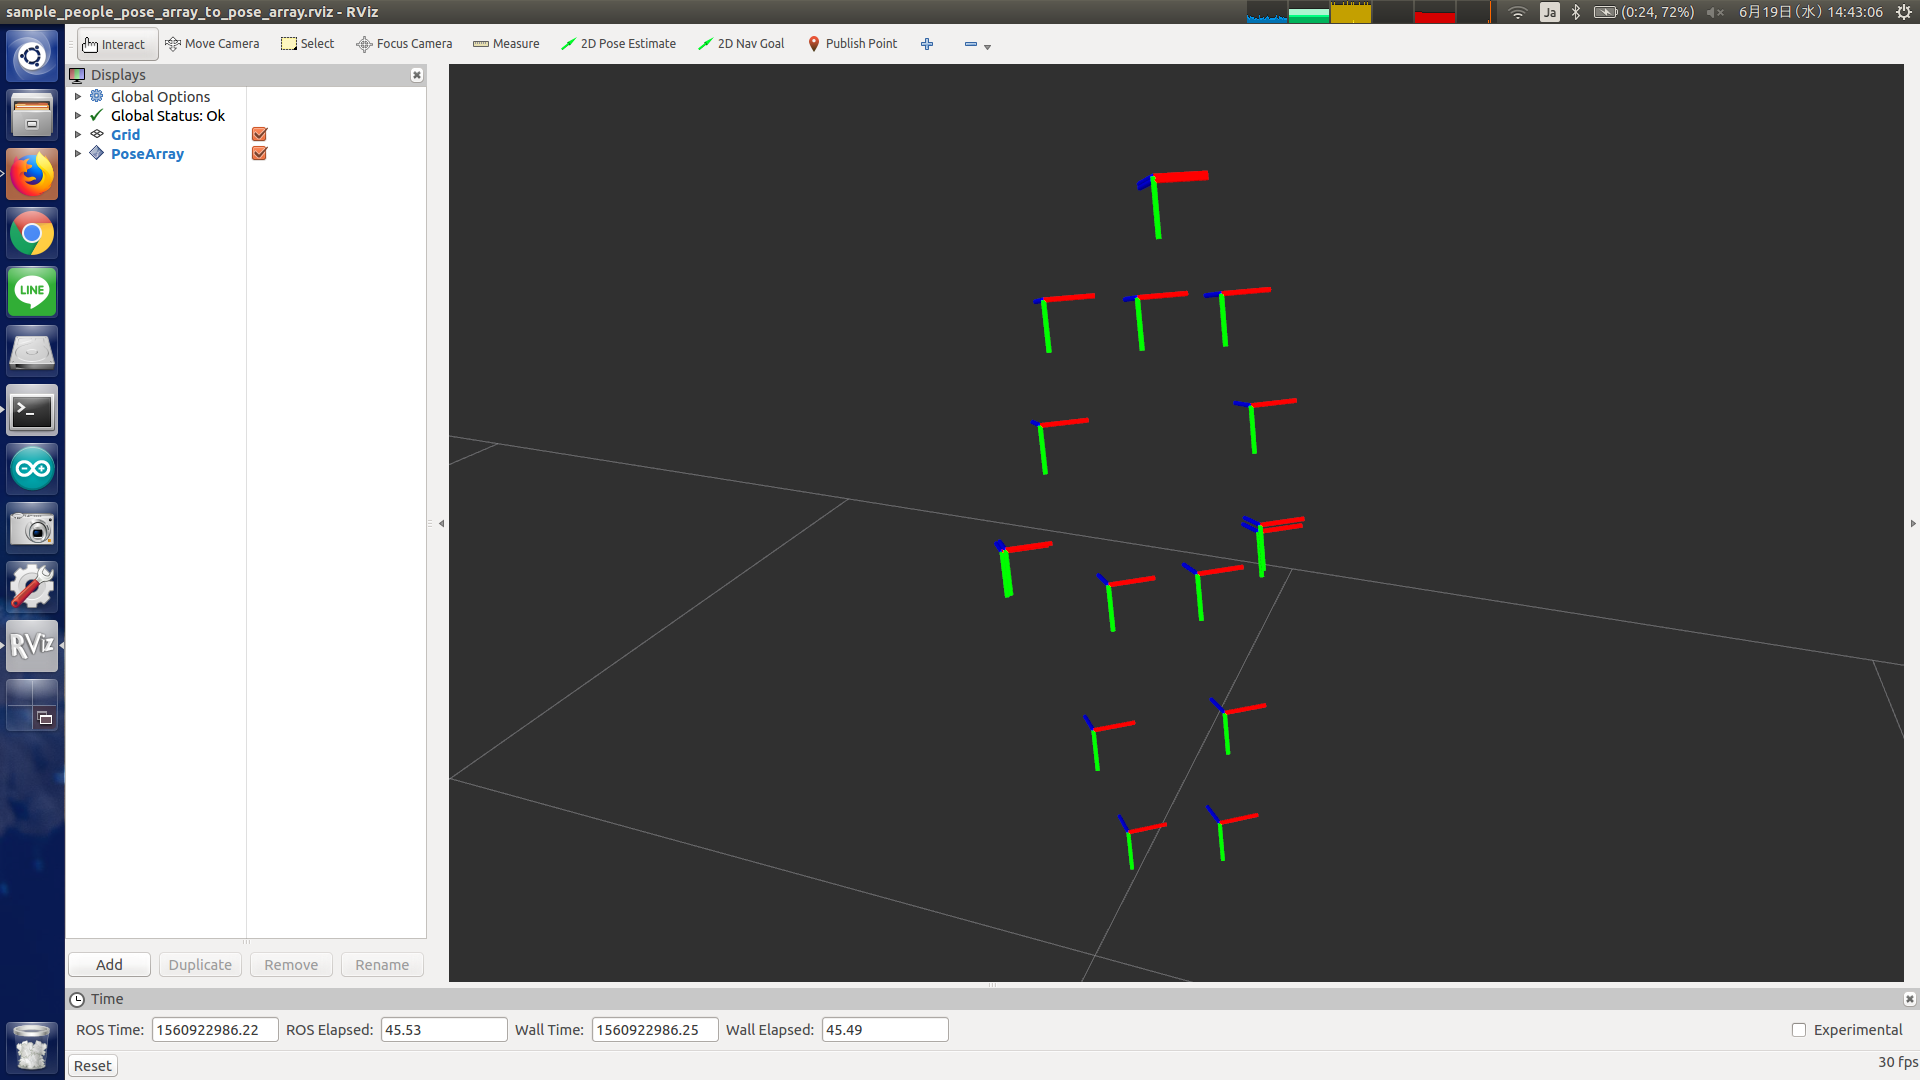 sample_people_pose_array_to_pose_array.rviz - RViz
Ja
(0:24, 72%)
6月19日(水) 14:43:06
Interact
Move Camera
Select
Focus Camera
Measure
2D Pose Estimate
2D Nav Goal
Publish Point
Displays
Global Options
Global Status: Ok
Grid
PoseArray
LINE
RViz
Add
Duplicate
Remove
Rename
Time
ROS Time: 1560922986.22
ROS Elapsed: 45.53
Wall Time: 1560922986.25
Wall Elapsed: 45.49
Experimental
Reset
30 fps